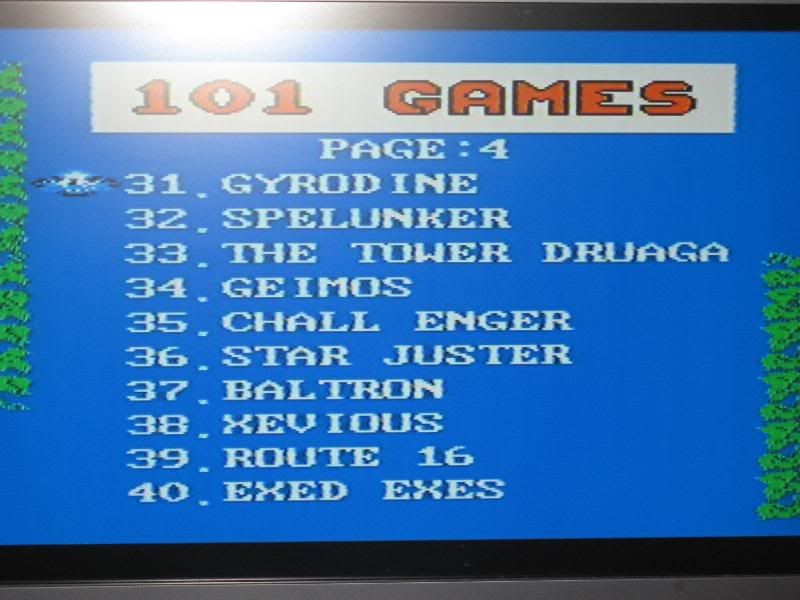 101 GAMES
PAGE:4
31.GYRODINE
32.SPELUNKER
33.THE TOWER DRUAGA
34.GEIMOS
35.CHALL ENGER
36.STAR JUSTER
37.BALTRON
38.XEVIOUS
39.ROUTE 16
40.EXED EXES